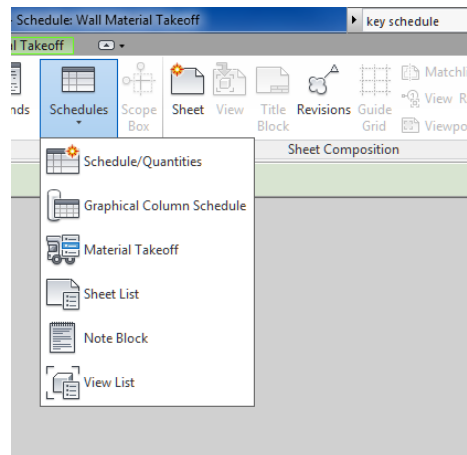 - Schedule: Wall Material Takeoff
key schedule
l Takeoff
nds
Schedules
Scope
Box
Sheet
View
Title
Block
Revisions
Guide
Grid
Matchli
View R
Viewpo
Sheet Composition
Schedule/Quantities
Graphical Column Schedule
Material Takeoff
Sheet List
Note Block
View List